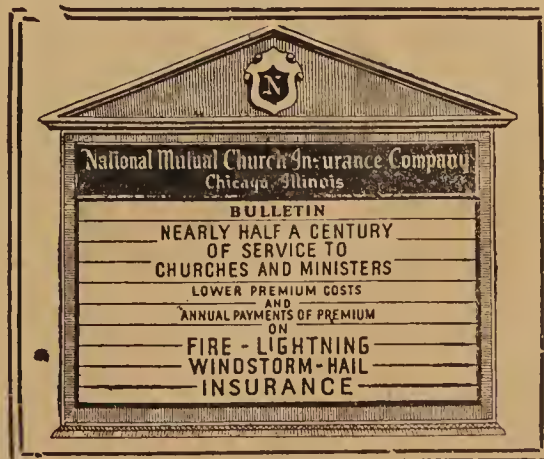 N
National Mutual Church Insurance Company
Chicago, Illinois
BULLETIN
NEARLY HALF A CENTURY
OF SERVICE TO
CHURCHES AND MINISTERS
LOWER PREMIUM COSTS
AND
ANNUAL PAYMENTS OF PREMIUM
ON
FIRE - LIGHTNING
WINDSTORM - HAIL
INSURANCE